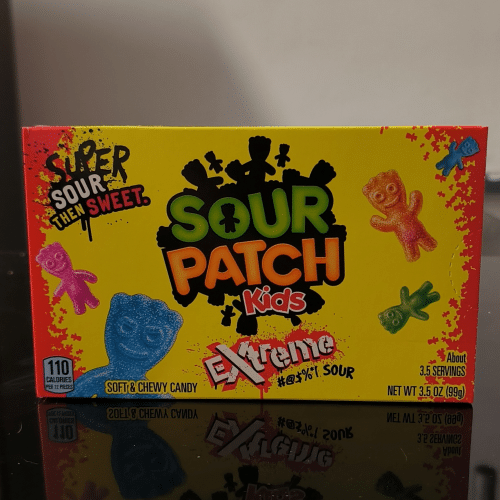 SUPER
SOUR
THEN SWEET.
SOUR
PATCH
Kids
EXtreme
#@$%! SOUR
110
CALORIES
SOFT & CHEWY CANDY
About
3.5 SERVINGS
NET WT 3.5 OZ (99g)